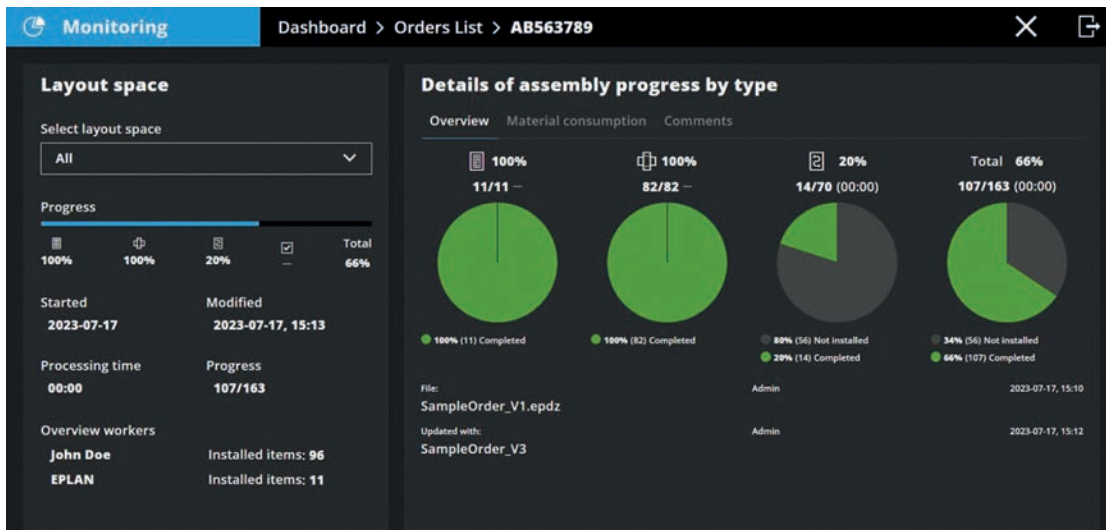 Monitoring
Dashboard > Orders List > AB563789
Layout space
Select layout space
All
Progress
100% 100% 20% — Total 66%
Started Modified
2023-07-17 2023-07-17, 15:13
Processing time Progress
00:00 107/163
Overview workers
John Doe Installed items: 96
EPLAN Installed items: 11
Details of assembly progress by type
Overview Material consumption Comments
100% 100% 20% Total 66%
11/11 — 82/82 — 14/70 (00:00) 107/163 (00:00)
100% (11) Completed
100% (82) Completed
80% (56) Not installed
20% (14) Completed
34% (56) Not installed
66% (107) Completed
File: Admin 2023-07-17, 15:10
SampleOrder_V1.epdz
Updated with: Admin 2023-07-17, 15:12
SampleOrder_V3